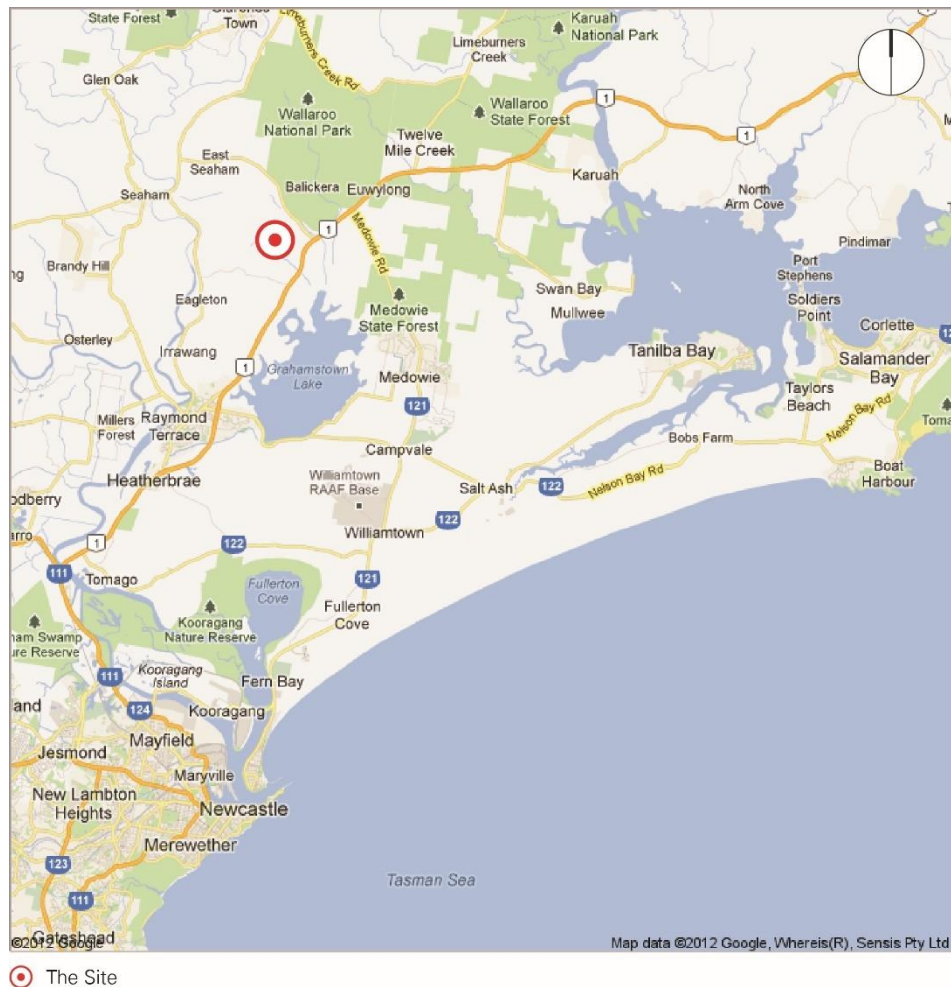 State Forest
Clarence
Town
Limeburners Creek Rd
Limeburners
Creek
Karuah
National Park
1
Glen Oak
Wallaroo
National Park
Wallaroo
State Forest
1
Twelve
Mile Creek
1
East
Seaham
Karuah
Seaham
Balickera
Euwylong
North
Arm Cove
1
Medowie Rd
Pindimar
Brandy Hill
Port
Stephens
Swan Bay
Eagleton
Soldiers
Point
Mullwee
Medowie
State Forest
Corlette
Osterley
Irrawang
Tanilba Bay
Salamander
Bay
1
Grahamstown
Lake
Medowie
Taylors
Beach
121
Nelson Bay Rd
Millers
Forest
Raymond
Terrace
Bobs Farm
Campvale
Heatherbrae
Williamtown
RAAF Base
Salt Ash
122
Nelson Bay Rd
Boat
Harbour
122
Williamtown
1
122
111
Tomago
121
Fullerton
Cove
Fullerton
Cove
Kooragang
Nature Reserve
Kooragang
Island
111
Fern Bay
124
Kooragang
Mayfield
Jesmond
Maryville
New Lambton
Heights
Newcastle
Merewether
123
111
Tasman Sea
Gateshead
©2012 Google
Map data ©2012 Google, Whereis(R), Sensis Pty Ltd
The Site